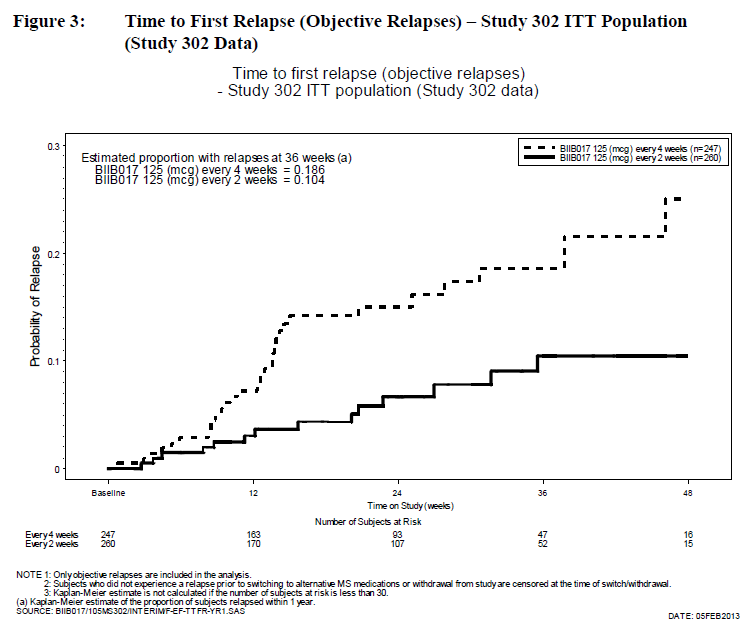 Figure 3: Time to First Relapse (Objective Relapses) – Study 302 ITT Population
(Study 302 Data)
Time to first relapse (objective relapses)
- Study 302 ITT population (Study 302 data)
0.3
0.2
0.1
0
Probability of Relapse
Estimated proportion with relapses at 36 weeks (a)
BIIB017 125 (mcg) every 4 weeks = 0.186
BIIB017 125 (mcg) every 2 weeks = 0.104
BIIB017 125 (mcg) every 4 weeks (n=247)
BIIB017 125 (mcg) every 2 weeks (n=260)
Baseline 12 24 36 48
Time on Study (weeks)
Number of Subjects at Risk
Every 4 weeks 247 163 93 47 16
Every 2 weeks 260 170 107 52 15
NOTE 1: Only objective relapses are included in the analysis.
2: Subjects who did not experience a relapse prior to switching to alternative MS medications or withdrawal from study are censored at the time of switch/withdrawal.
3: Kaplan-Meier estimate is not calculated if the number of subjects at risk is less than 30.
(a) Kaplan-Meier estimate of the proportion of subjects relapsed within 1 year.
SOURCE: BIIB017/105MS302/INTERIM/F-EF-TTFR-YR1.SAS
DATE: 05FEB2013